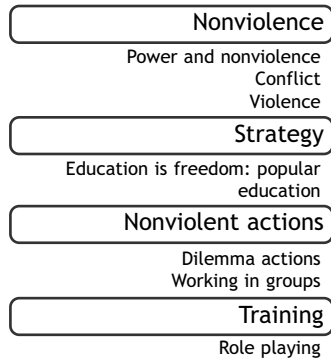 Nonviolence
Power and nonviolence
Conflict
Violence
Strategy
Education is freedom: popular
education
Nonviolent actions
Dilemma actions
Working in groups
Training
Role playing